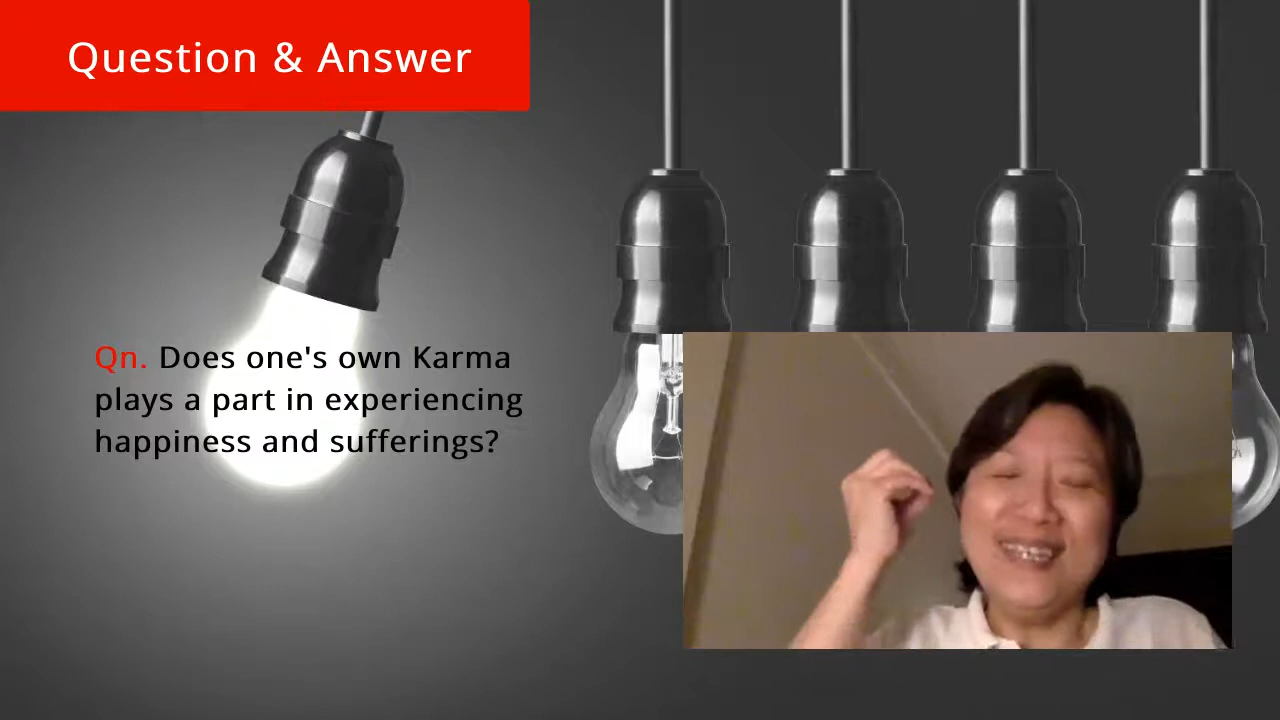 Question & Answer
Qn. Does one's own Karma
plays a part in experiencing
happiness and sufferings?